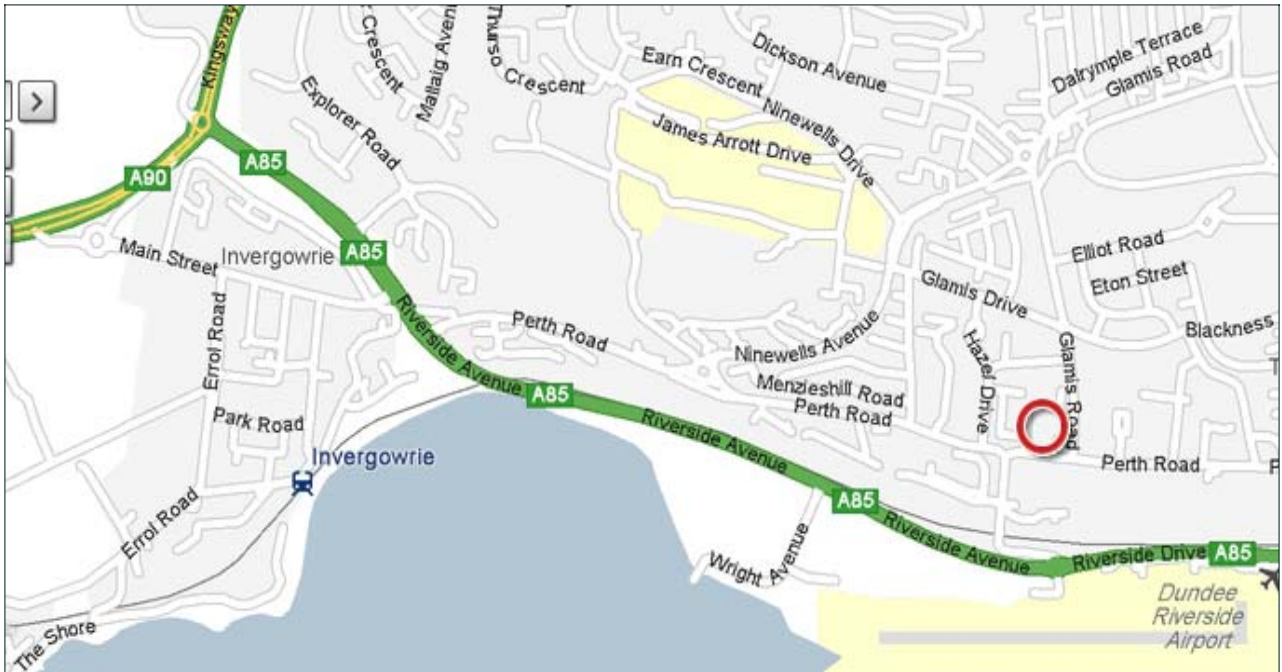 Kingsway
Crescent
Mallaig Avenu
Thurso
Crescent
Earn Crescent
Dickson Avenue
Dalrymple Terrace
Glamis Road
Explorer Road
Ninewells Drive
James Arrott Drive
A85
A90
Main Street
Invergowrie
A85
Elliot Road
Eton Street
Glamis Drive
Errol Road
Riverside Avenue
Perth Road
Ninewells Avenue
Blackness
Hazel Drive
Glamis Road
Menzieshill Road
Perth Road
A85
Park Road
Riverside Avenue
Invergowrie
Perth Road
Errol Road
A85
Riverside Avenue
Wright Avenue
Riverside Drive
A85
Dundee
Riverside
Airport
The Shore